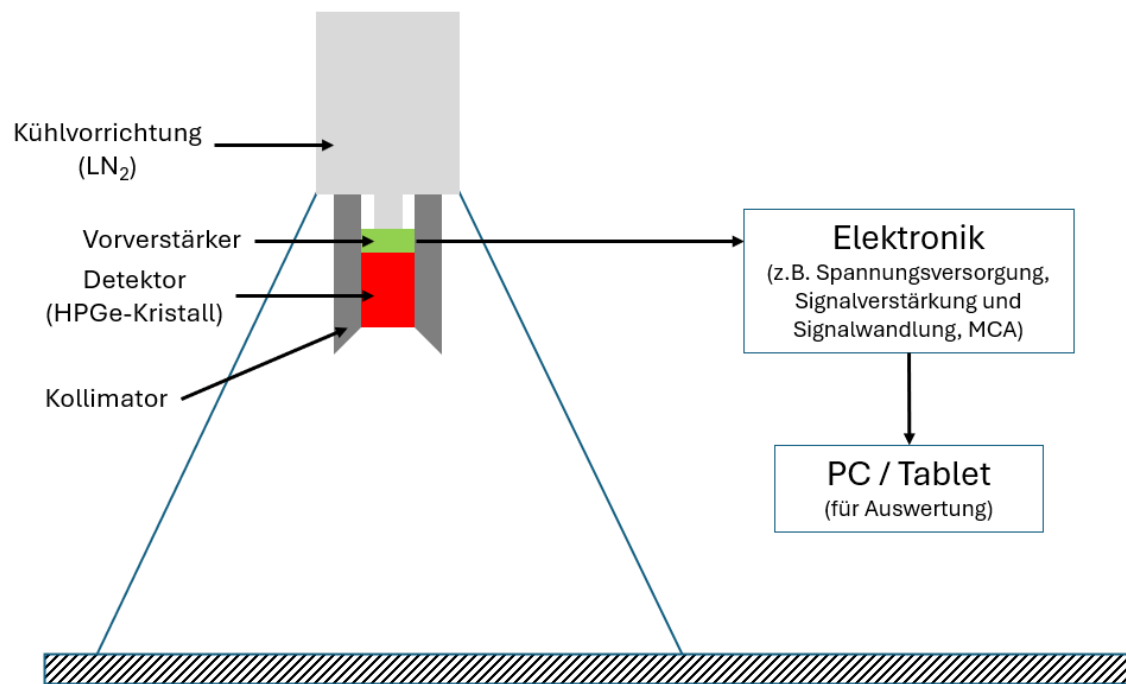 Kühlvorrichtung
(LN₂)
Vorverstärker
Detektor
(HPGe-Kristall)
Kollimator
Elektronik
(z.B. Spannungsversorgung,
Signalverstärkung und
Signalwandlung, MCA)
PC / Tablet
(für Auswertung)